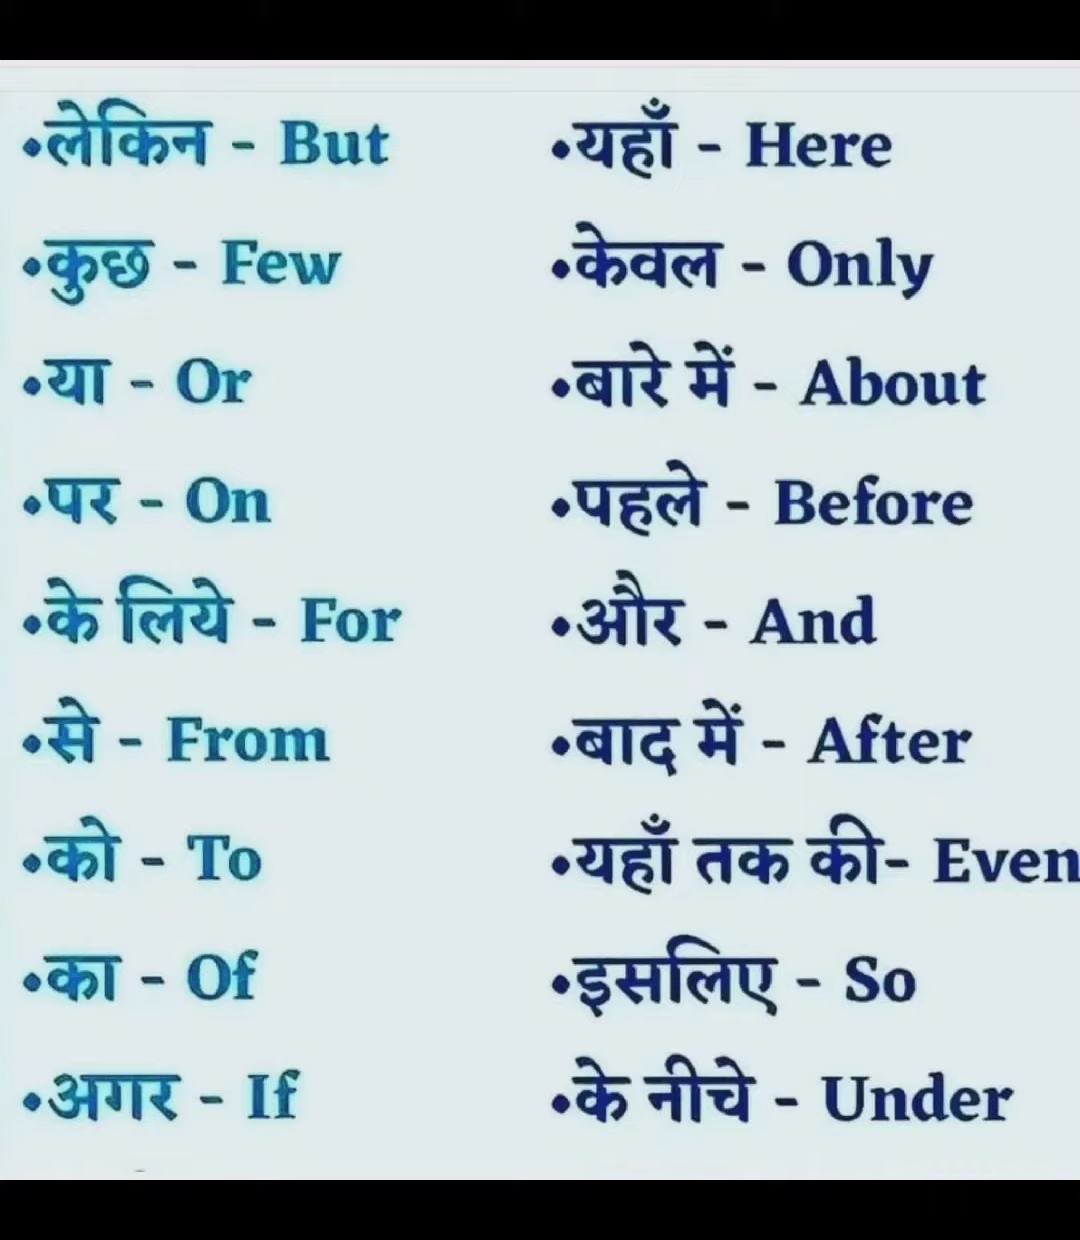 •लेकिन - But
•कुछ - Few
•या - Or
•पर - On
•के लिये - For
•से - From
•को - To
•का - Of
•अगर - If
•यहाँ - Here
•केवल - Only
•बारे में - About
•पहले - Before
•और - And
•बाद में - After
•यहाँ तक की- Even
•इसलिए - So
•के नीचे - Under